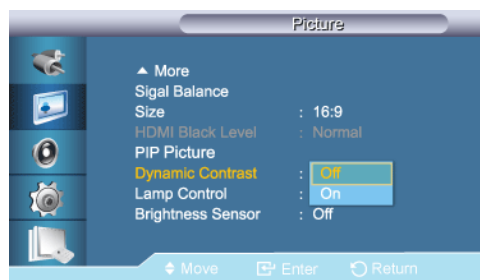 Picture
▲ More
Sigal Balance
Size : 16:9
HDMI Black Level : Normal
PIP Picture
Dynamic Contrast : Off
Lamp Control : On
Brightness Sensor : Off
Move Enter Return